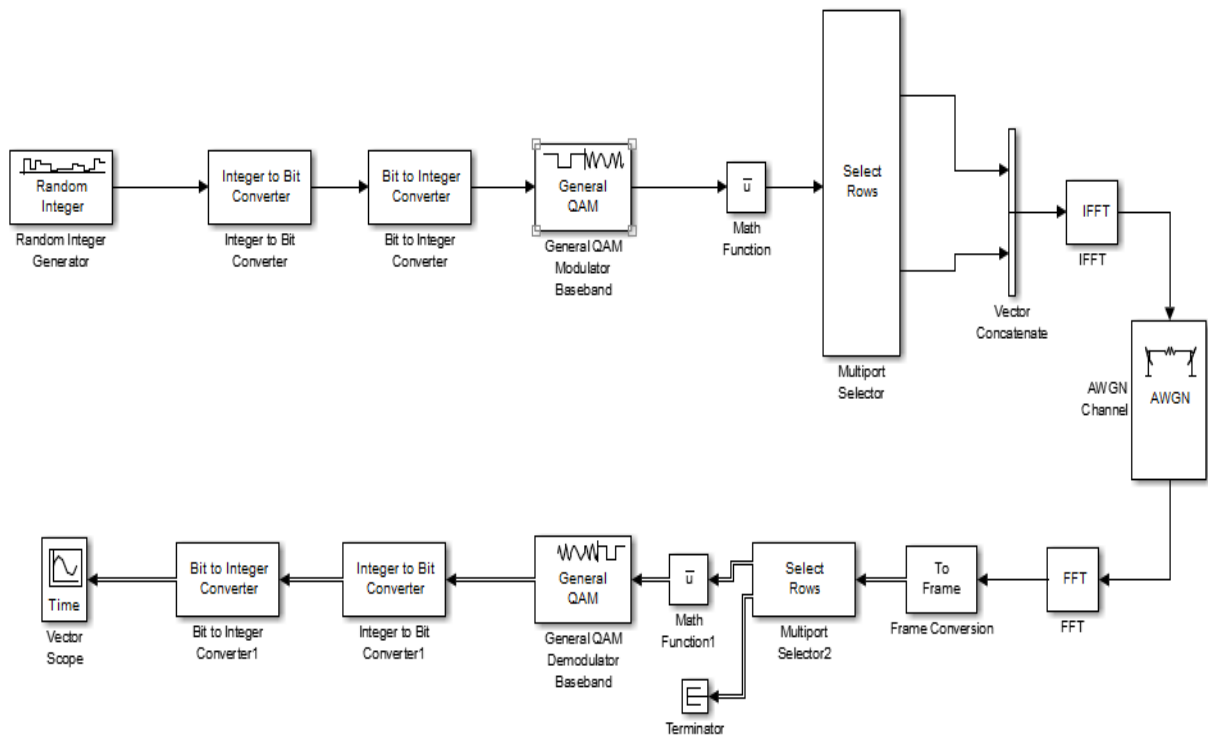 Random
Integer
Random Integer
Generator
Integer to Bit
Converter
Integer to Bit
Converter
Bit to Integer
Converter
Bit to Integer
Converter
General
QAM
General QAM
Modulator
Baseband
u
Math
Function
Select
Rows
Multiport
Selector
Vector
Concatenate
IFFT
IFFT
AWGN
Channel
AWGN
Time
Vector
Scope
Bit to Integer
Converter
Bit to Integer
Converter1
Integer to Bit
Converter
Integer to Bit
Converter1
General
QAM
General QAM
Demodulator
Baseband
u
Math
Function1
Terminator
Select
Rows
Multiport
Selector2
To
Frame
Frame Conversion
FFT
FFT